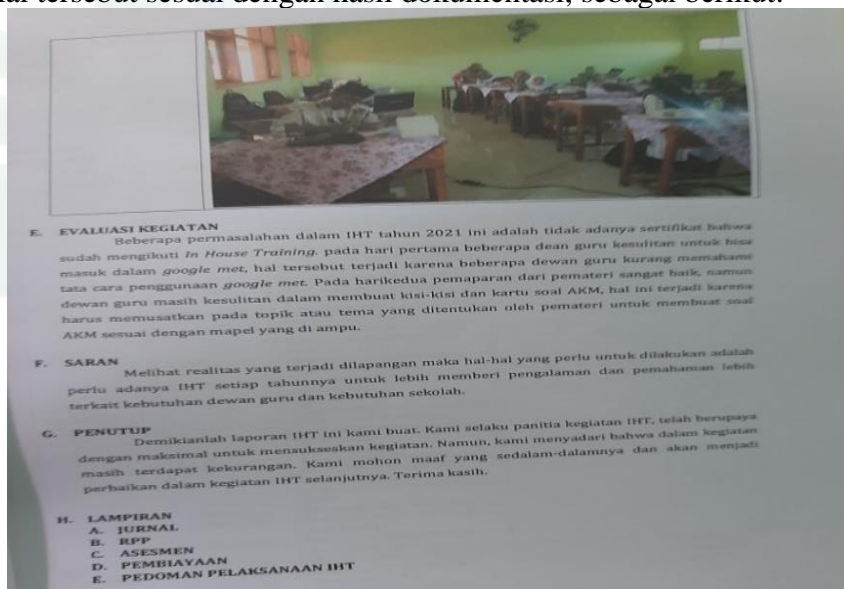 hal tersebut sesuai dengan hasil dokumentasi, sebagai berikut:
E. EVALUASI KEGIATAN
Beberapa permasalahan dalam IHT tahun 2021 ini adalah tidak adanya sertifikat bahwa
sudah mengikuti In House Training. pada hari pertama beberapa dean guru kesulitan untuk bisa
masuk dalam google met, hal tersebut terjadi karena beberapa dewan guru kurang memahami
tata cara penggunaan google met. Pada harikedua pemaparan dari pemateri sangat baik, namun
dewan guru masih kesulitan dalam membuat kisi-kisi dan kartu soal AKM, hal ini terjadi karena
harus memusatkan pada topik atau tema yang ditentukan oleh pemateri untuk membuat soal
AKM sesuai dengan mapel yang di ampu.
F. SARAN
Melihat realitas yang terjadi dilapangan maka hal-hal yang perlu untuk dilakukan adalah
perlu adanya IHT setiap tahunnya untuk lebih memberi pengalaman dan pemahaman lebih
terkait kebutuhan dewan guru dan kebutuhan sekolah.
G. PENUTUP
Demikianlah laporan IHT ini kami buat. Kami selaku panitia kegiatan IHT, telah berupaya
dengan maksimal untuk mensukseskan kegiatan. Namun, kami menyadari bahwa dalam kegiatan
masih terdapat kekurangan. Kami mohon maaf yang sedalam-dalamnya dan akan menjadi
perbaikan dalam kegiatan IHT selanjutnya. Terima kasih.
H. LAMPIRAN
A. JURNAL
B. RPP
C. ASESMEN
D. PEMBIAYAAN
E. PEDOMAN PELAKSANAAN IHT